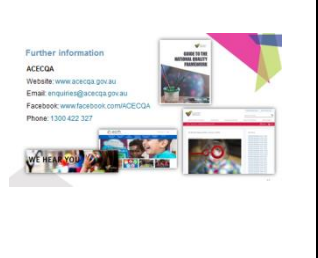 Further information
ACECQA
Website: www.acecqa.gov.au
Email: enquiries@acecqa.gov.au
Facebook: www.facebook.com/ACECQA
Phone: 1300 422 327
GUIDE TO THE
NATIONAL QUALITY
FRAMEWORK
WE HEAR YOU